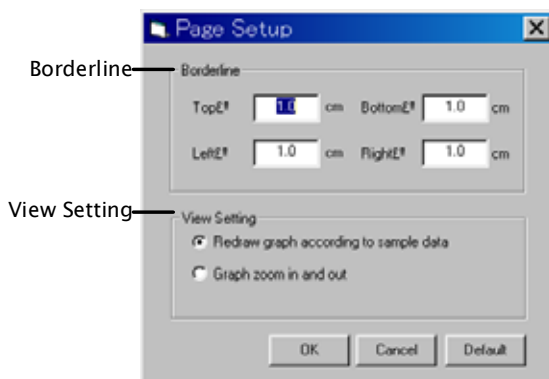 Page Setup
Borderline
Borderline
Top£º 1.0 cm Bottom£º 1.0 cm
Left£º 1.0 cm Right£º 1.0 cm
View Setting
View Setting
Redraw graph according to sample data
Graph zoom in and out
OK Cancel Default